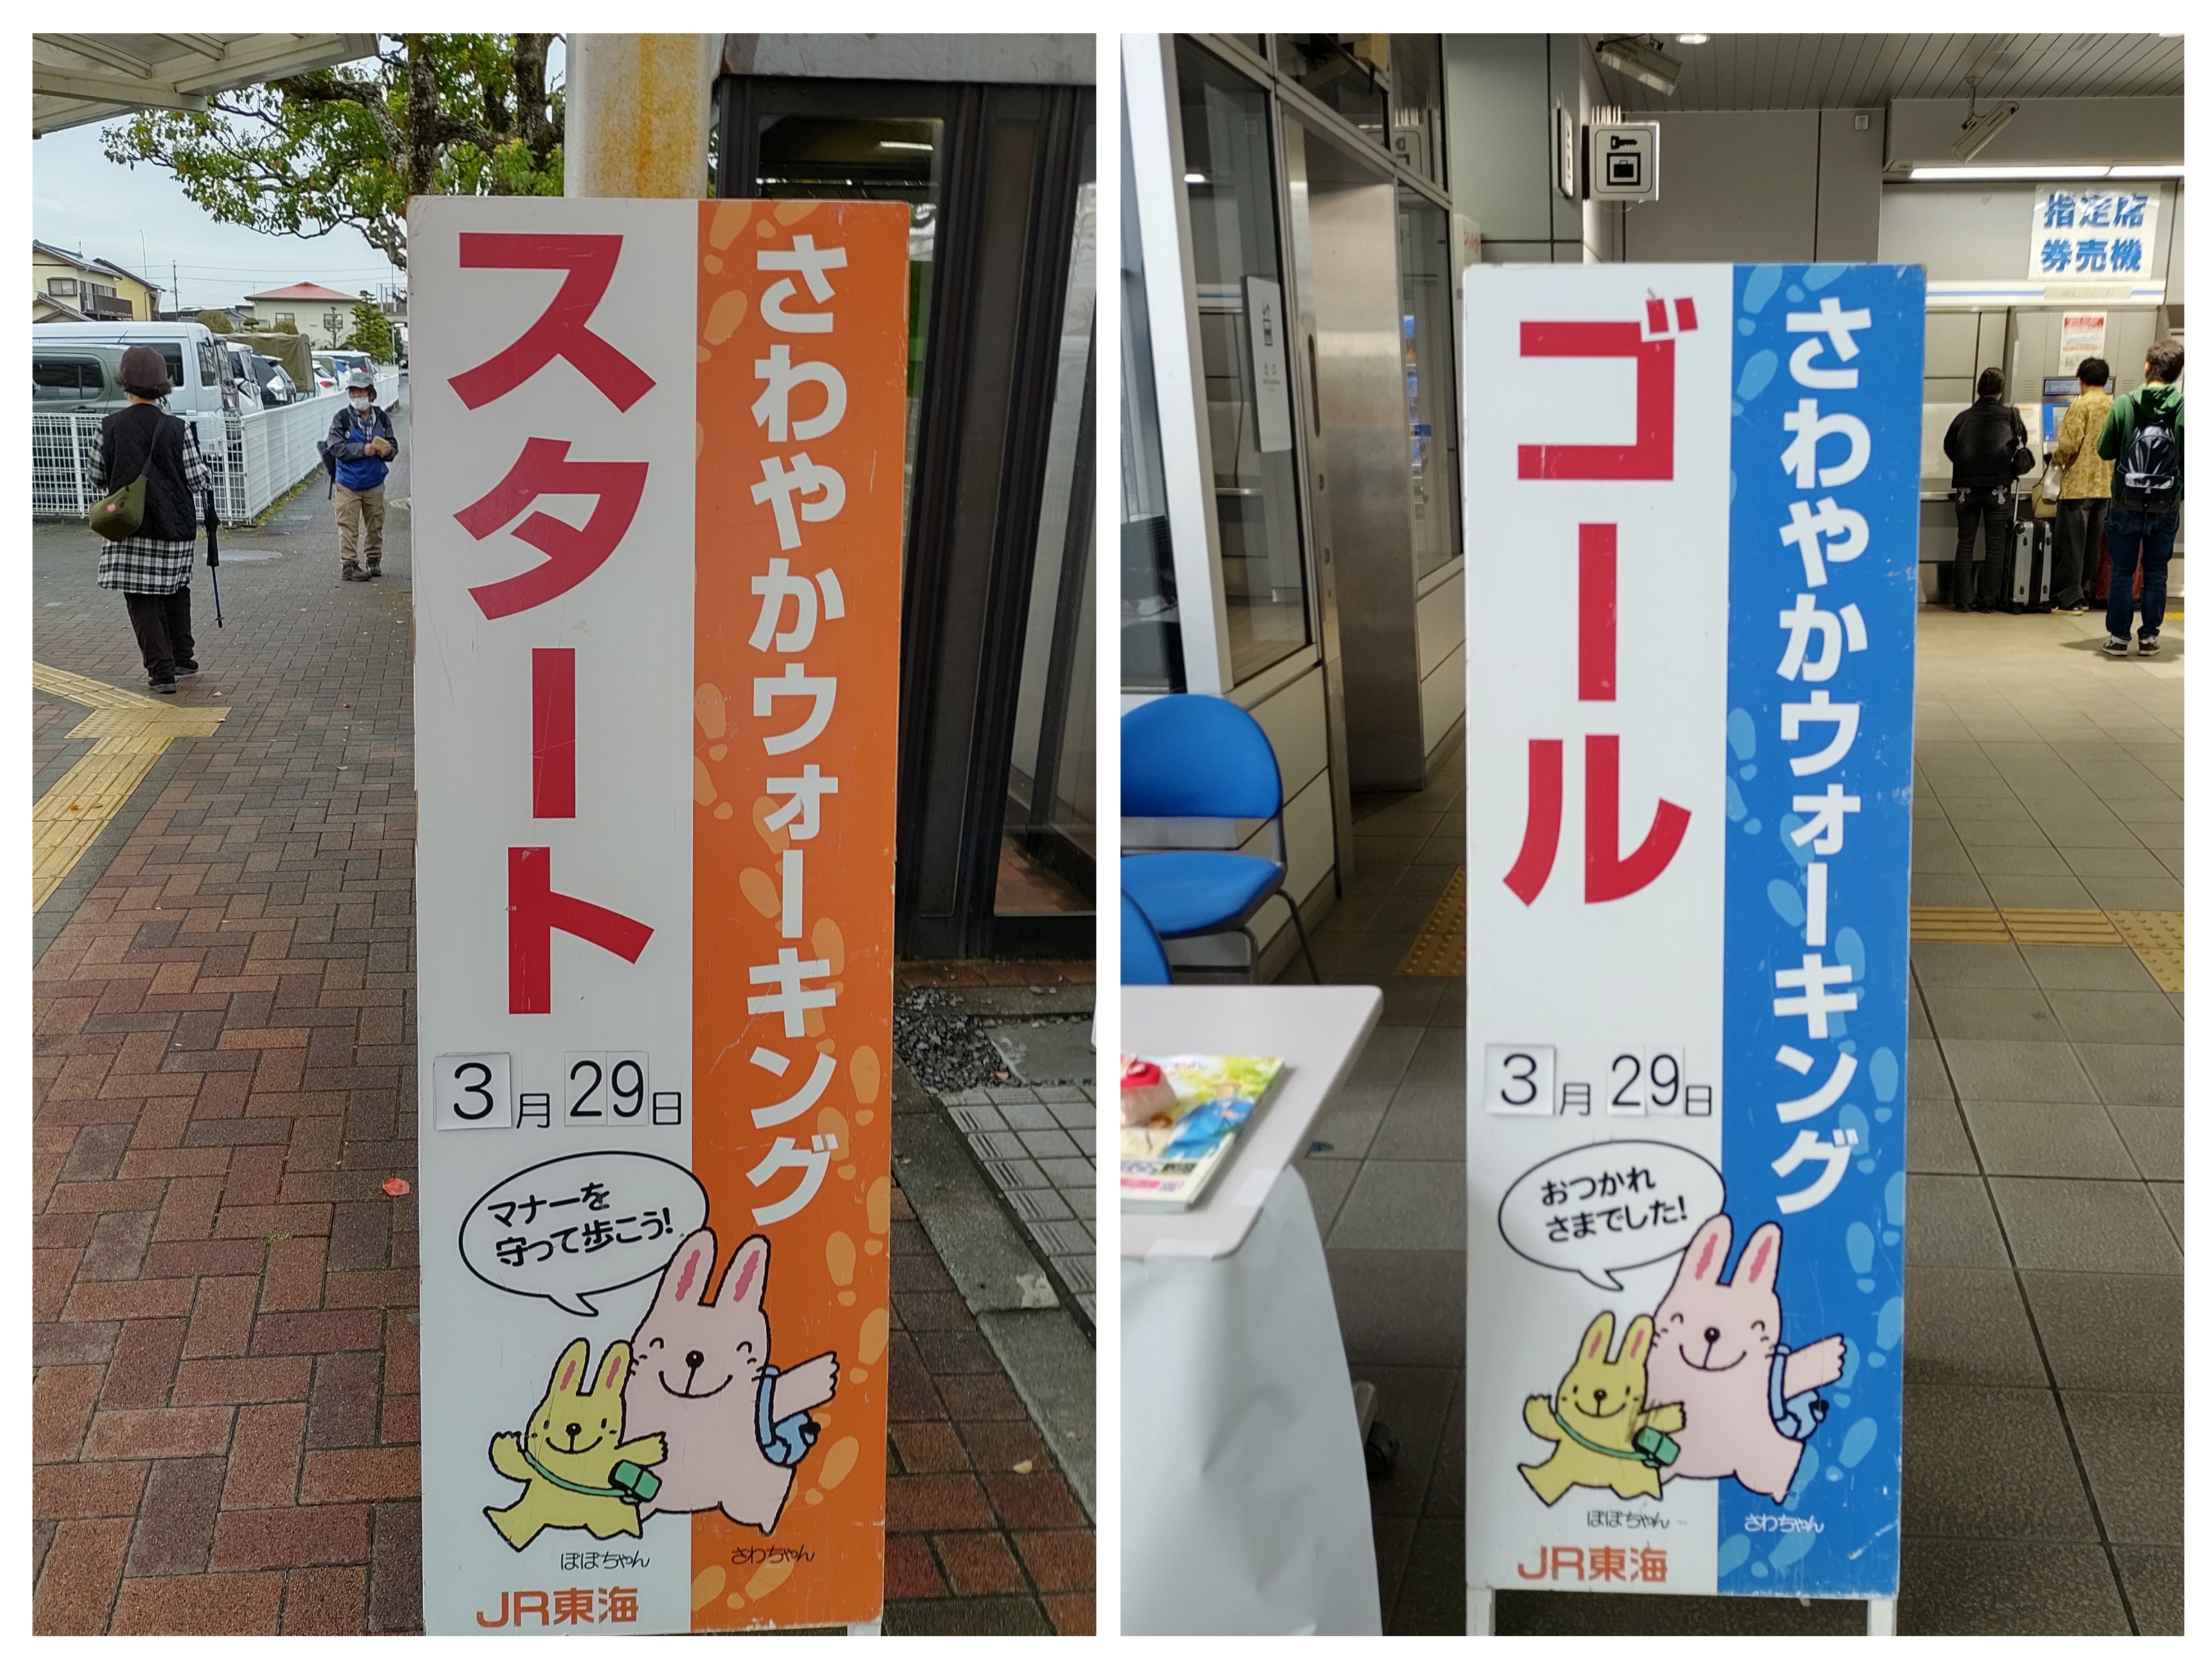 さわやかウォーキング
スタート
3月29日
マナーを
守って歩こう!
ぽぽちゃん
さわちゃん
JR東海
指定席
券売機
さわやかウォーキング
ゴール
3月29日
おつかれ
さまでした!
ぽぽちゃん
さわちゃん
JR東海